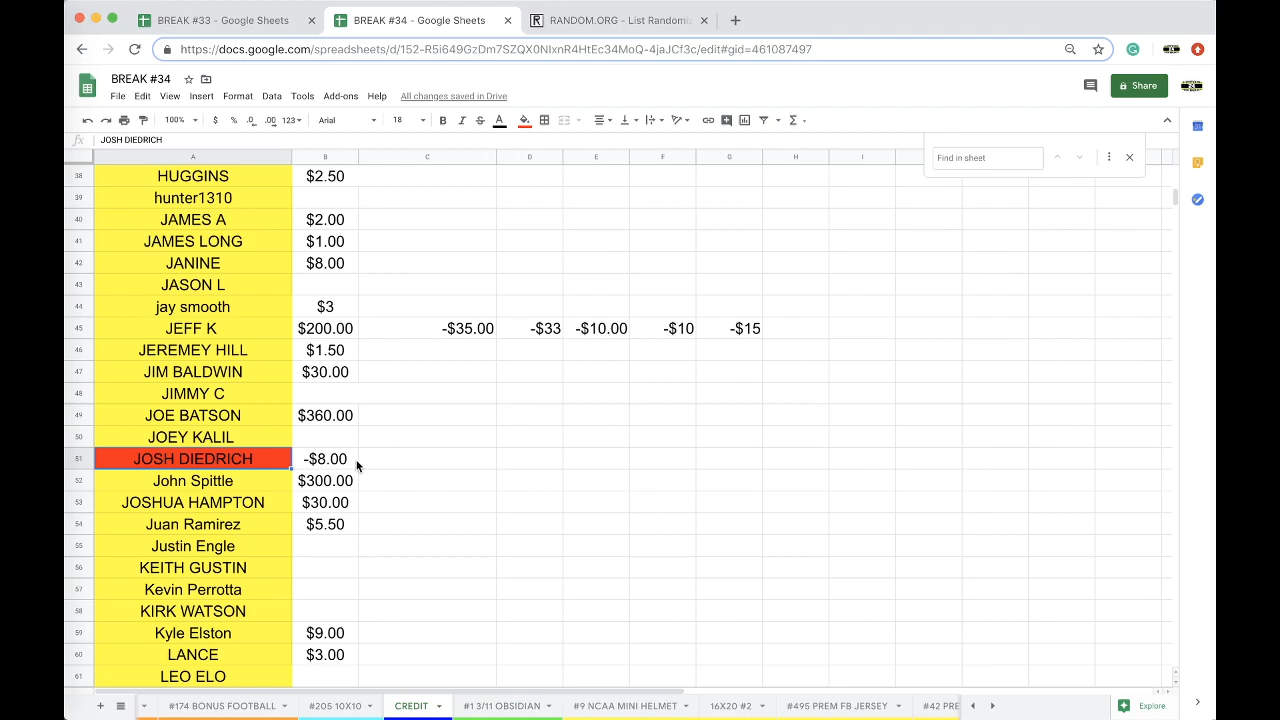 BREAK #33 - Google Sheets × BREAK #34 - Google Sheets × RANDOM.ORG - List Randomi × +
https://docs.google.com/spreadsheets/d/152-R5i649GzDm7SZQX0NIxnR4HtEc34MoQ-4jaJCf3c/edit#gid=461087497
BREAK #34
File Edit View Insert Format Data Tools Add-ons Help All changes saved in Drive
Share
100% $ % .0 .00 123 Arial 18 B I S A
fx JOSH DIEDRICH
Find in sheet
A B C D E F G H I
38 HUGGINS $2.50
39 hunter1310
40 JAMES A $2.00
41 JAMES LONG $1.00
42 JANINE $8.00
43 JASON L
44 jay smooth $3
45 JEFF K $200.00 -$35.00 -$33 -$10.00 -$10 -$15
46 JEREMEY HILL $1.50
47 JIM BALDWIN $30.00
48 JIMMY C
49 JOE BATSON $360.00
50 JOEY KALIL
51 JOSH DIEDRICH -$8.00
52 John Spittle $300.00
53 JOSHUA HAMPTON $30.00
54 Juan Ramirez $5.50
55 Justin Engle
56 KEITH GUSTIN
57 Kevin Perrotta
58 KIRK WATSON
59 Kyle Elston $9.00
60 LANCE $3.00
61 LEO ELO
+ #174 BONUS FOOTBALL #205 10X10 CREDIT #1 3/11 OBSIDIAN #9 NCAA MINI HELMET 16X20 #2 #495 PREM FB JERSEY #42 PRE Explore